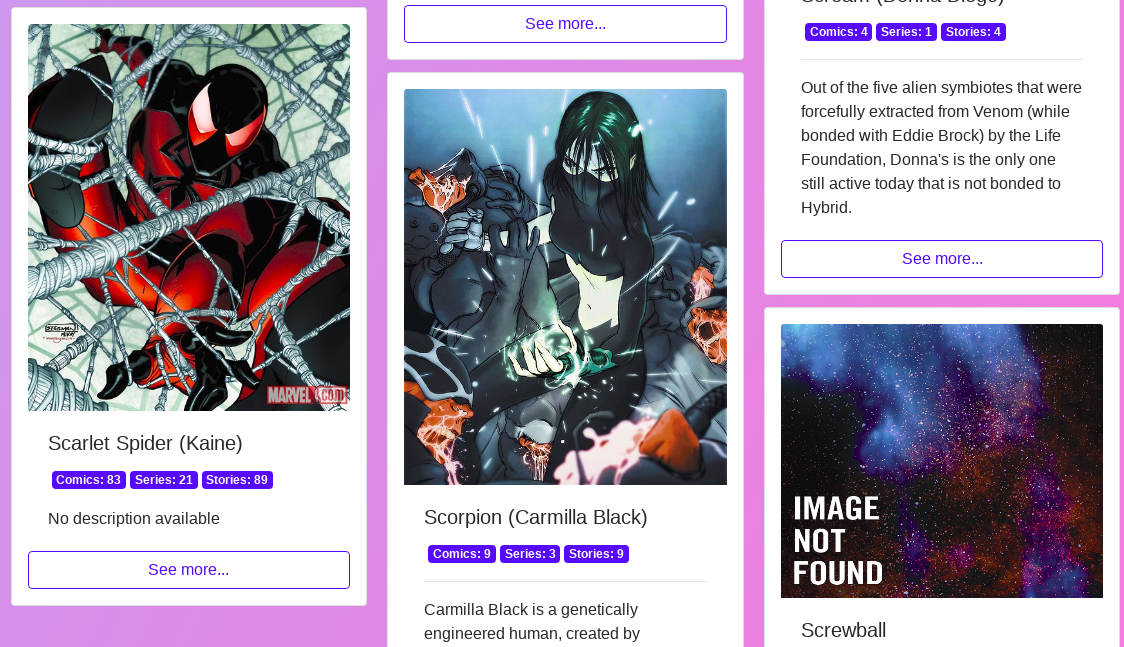 MARVEL.COM
Scarlet Spider (Kaine)
Comics: 83 Series: 21 Stories: 89
No description available
See more...
See more...
Scorpion (Carmilla Black)
Comics: 9 Series: 3 Stories: 9
Carmilla Black is a genetically
engineered human, created by
Scream (Donna Diego)
Comics: 4 Series: 1 Stories: 4
Out of the five alien symbiotes that were
forcefully extracted from Venom (while
bonded with Eddie Brock) by the Life
Foundation, Donna's is the only one
still active today that is not bonded to
Hybrid.
See more...
IMAGE
NOT
FOUND
Screwball